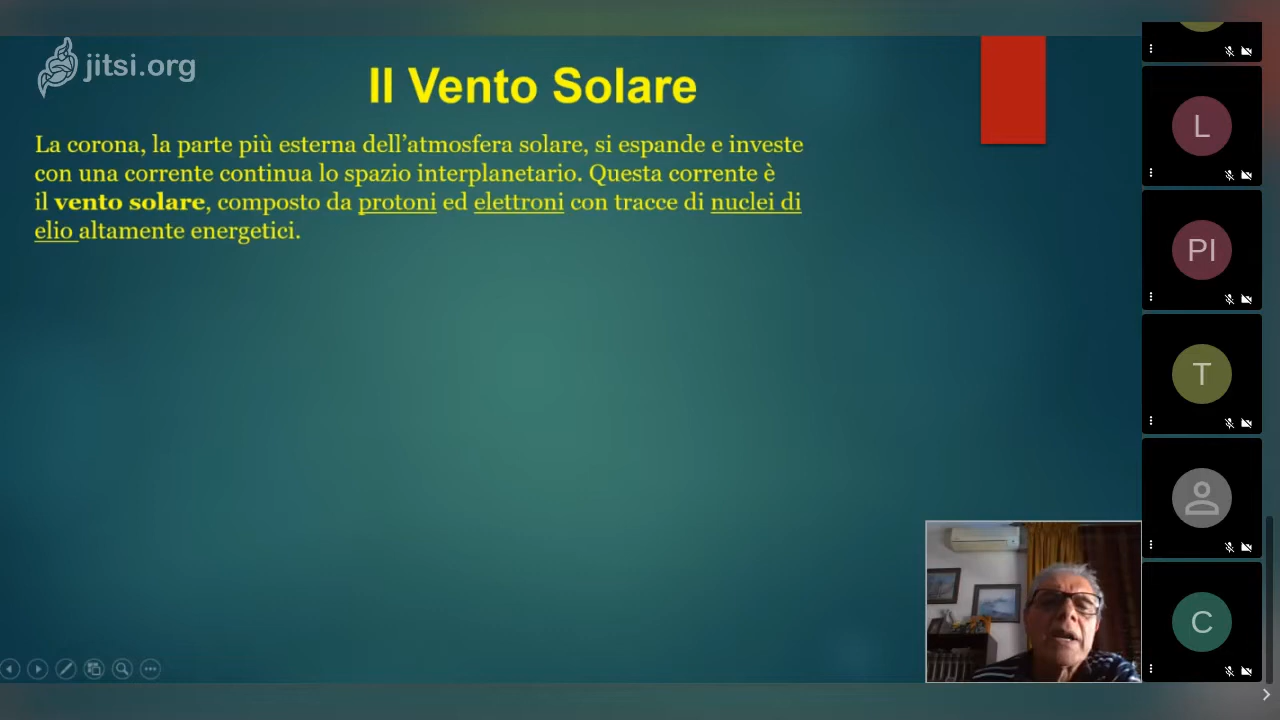 jitsi.org
Il Vento Solare
La corona, la parte più esterna dell’atmosfera solare, si espande e investe
con una corrente continua lo spazio interplanetario. Questa corrente è
il vento solare, composto da protoni ed elettroni con tracce di nuclei di
elio altamente energetici.
L
PI
T
C